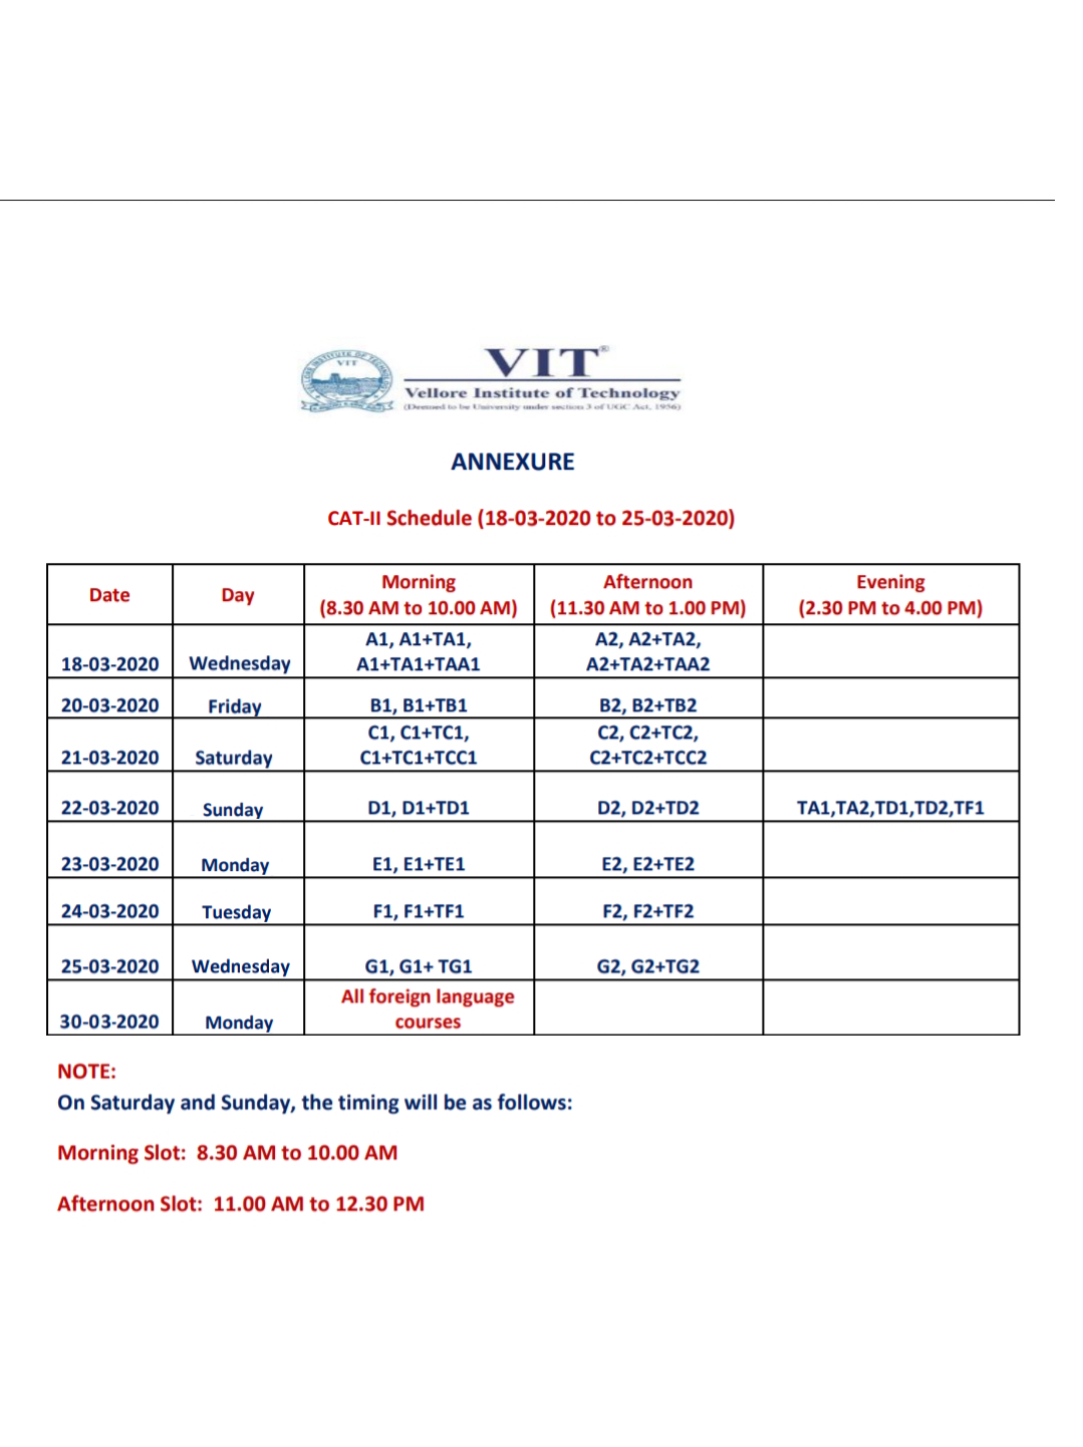 VIT
VIT®
Vellore Institute of Technology
(Deemed to be University under section 3 of UGC Act, 1956)
ANNEXURE
CAT-II Schedule (18-03-2020 to 25-03-2020)
Date Day Morning (8.30 AM to 10.00 AM) Afternoon (11.30 AM to 1.00 PM) Evening (2.30 PM to 4.00 PM)
18-03-2020 Wednesday A1, A1+TA1, A1+TA1+TAA1 A2, A2+TA2, A2+TA2+TAA2
20-03-2020 Friday B1, B1+TB1 B2, B2+TB2
21-03-2020 Saturday C1, C1+TC1, C1+TC1+TCC1 C2, C2+TC2, C2+TC2+TCC2
22-03-2020 Sunday D1, D1+TD1 D2, D2+TD2 TA1,TA2,TD1,TD2,TF1
23-03-2020 Monday E1, E1+TE1 E2, E2+TE2
24-03-2020 Tuesday F1, F1+TF1 F2, F2+TF2
25-03-2020 Wednesday G1, G1+ TG1 G2, G2+TG2
30-03-2020 Monday All foreign language courses
NOTE:
On Saturday and Sunday, the timing will be as follows:
Morning Slot: 8.30 AM to 10.00 AM
Afternoon Slot: 11.00 AM to 12.30 PM